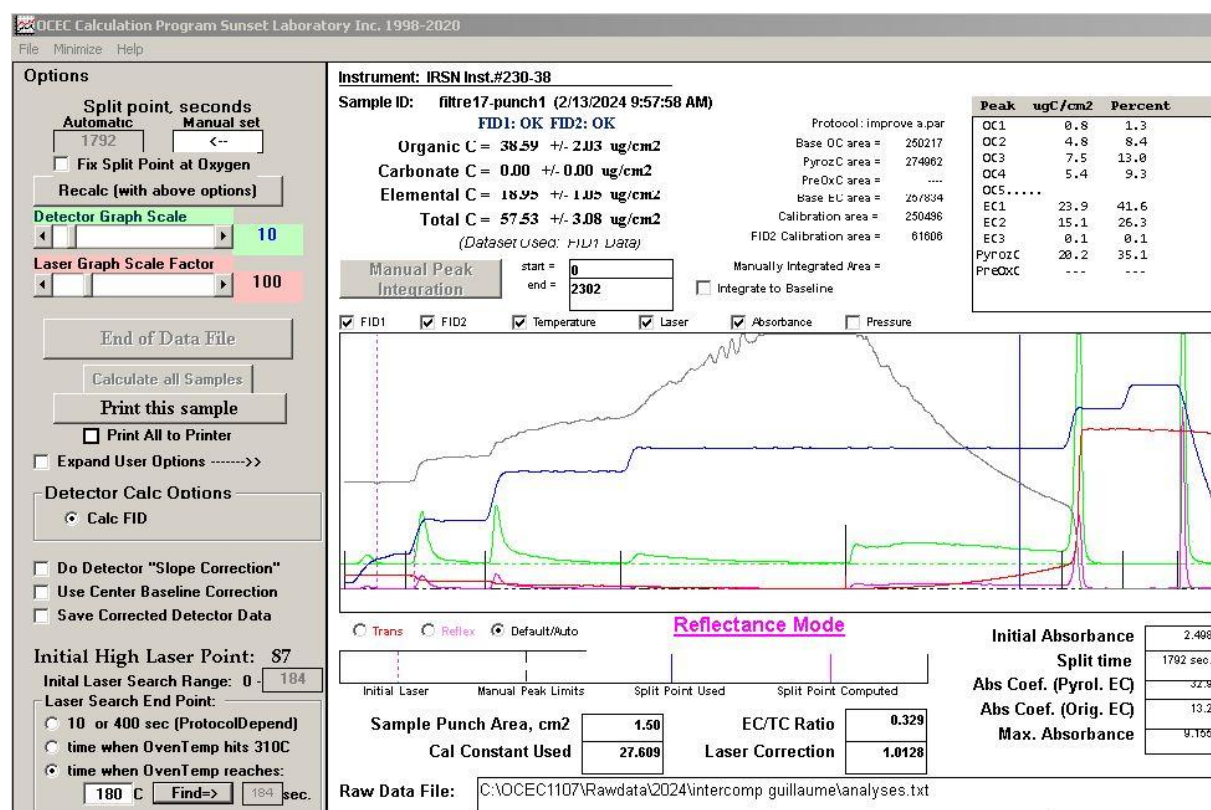 OCEC Calculation Program Sunset Laboratory Inc. 1998-2020
File Minimize Help
Options
Split point, seconds
Automatic Manual set
1792 <--
Fix Split Point at Oxygen
Recalc (with above options)
Detector Graph Scale
10
Laser Graph Scale Factor
100
End of Data File
Calculate all Samples
Print this sample
Print All to Printer
Expand User Options ------->>
Detector Calc Options
Calc FID
Do Detector "Slope Correction"
Use Center Baseline Correction
Save Corrected Detector Data
Initial High Laser Point: 87
Inital Laser Search Range: 0 - 184
Laser Search End Point:
10 or 400 sec (ProtocolDepend)
time when OvenTemp hits 310C
time when OvenTemp reaches:
180 C Find=> 184 sec.
Instrument: IRSN Inst.#230-38
Sample ID: filtre17-punch1 (2/13/2024 9:57:58 AM)
FID1: OK FID2: OK
Organic C = 38.59 +/- 2.03 ug/cm2
Carbonate C = 0.00 +/- 0.00 ug/cm2
Elemental C = 18.95 +/- 1.05 ug/cm2
Total C = 57.53 +/- 3.08 ug/cm2
(Dataset Used: FID1 Data)
Protocol: improve a.par
Base OC area = 250217
PyrozC area = 274962
PreOxC area = ----
Base EC area = 257834
Calibration area = 250496
FID2 Calibration area = 61606
Peak ugC/cm2 Percent
OC1 0.8 1.3
OC2 4.8 8.4
OC3 7.5 13.0
OC4 5.4 9.3
OC5.....
EC1 23.9 41.6
EC2 15.1 26.3
EC3 0.1 0.1
PyrozC 20.2 35.1
PreOxC --- ---
Manual Peak Integration
start = 0
end = 2302
Manually Integrated Area =
Integrate to Baseline
FID1 FID2 Temperature Laser Absorbance Pressure
Trans Reflex Default/Auto
Reflectance Mode
Initial Laser Manual Peak Limits Split Point Used Split Point Computed
Initial Absorbance 2.498
Split time 1792 sec.
Abs Coef. (Pyrol. EC) 32.9
Abs Coef. (Orig. EC) 13.2
Max. Absorbance 9.155
Sample Punch Area, cm2 1.50
EC/TC Ratio 0.329
Cal Constant Used 27.609
Laser Correction 1.0128
Raw Data File: C:\OCEC1107\Rawdata\2024\intercomp guillaume\analyses.txt